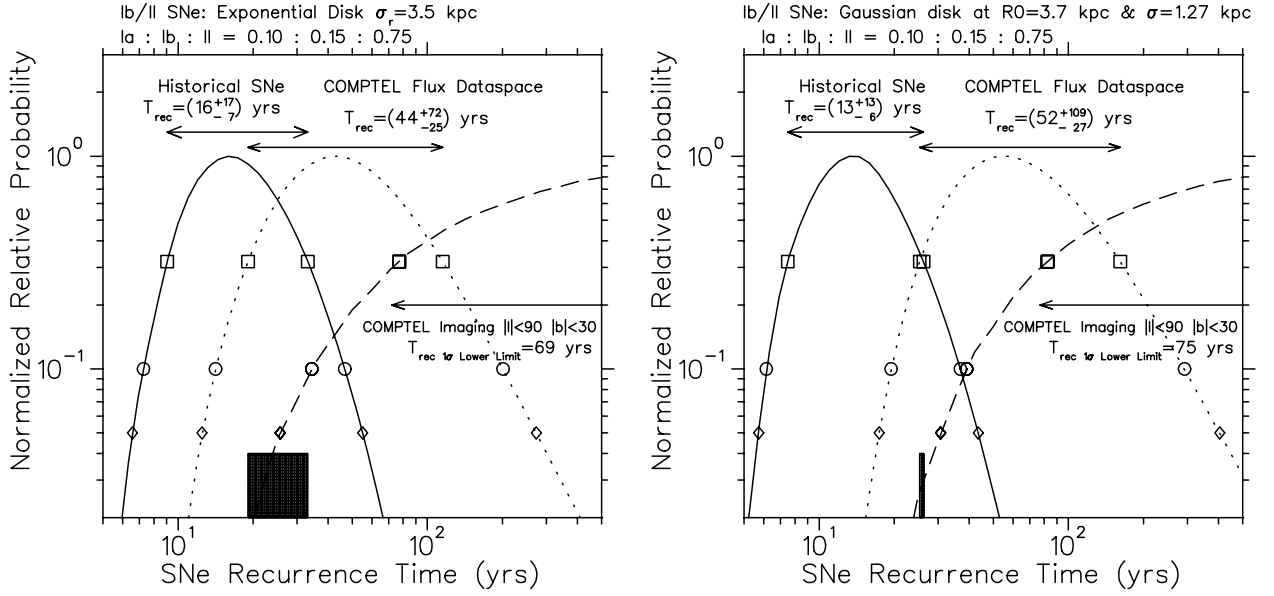 Ib/II SNe: Exponential Disk σr=3.5 kpc
Ia : Ib : II = 0.10 : 0.15 : 0.75
Historical SNe
Trec=(16+17−7) yrs
COMPTEL Flux Dataspace
Trec=(44+72−25) yrs
COMPTEL Imaging |l|<90 |b|<30
Trec 1σ Lower Limit=69 yrs
Normalized Relative Probability
10^0
10^-1
10^1
10^2
SNe Recurrence Time (yrs)
Ib/II SNe: Gaussian disk at R0=3.7 kpc & σ=1.27 kpc
Ia : Ib : II = 0.10 : 0.15 : 0.75
Historical SNe
Trec=(13+13−6) yrs
COMPTEL Flux Dataspace
Trec=(52+109−27) yrs
COMPTEL Imaging |l|<90 |b|<30
Trec 1σ Lower Limit=75 yrs
Normalized Relative Probability
10^0
10^-1
10^1
10^2
SNe Recurrence Time (yrs)